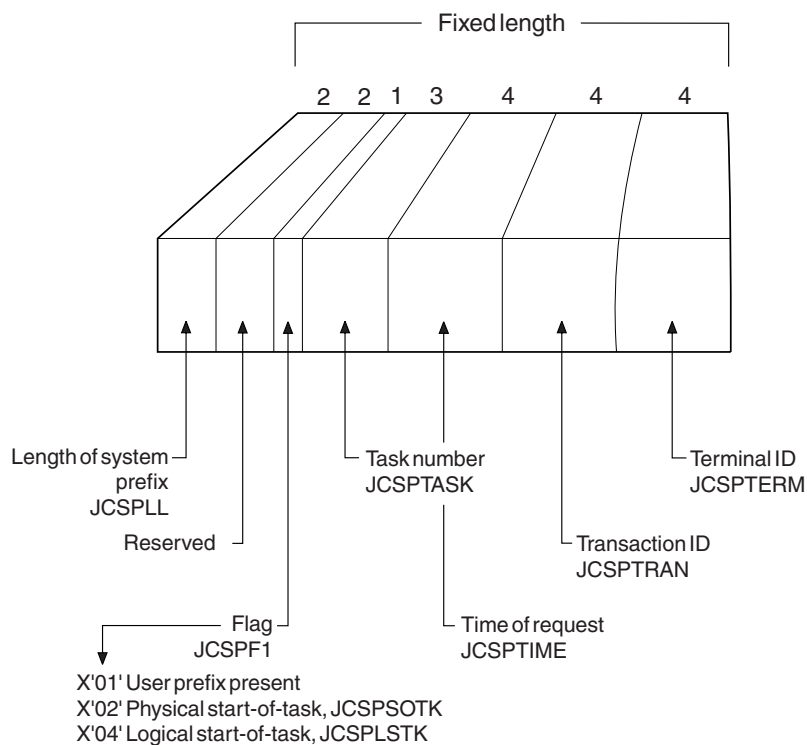 Fixed length
2 2 1 3 4 4 4
Length of system
prefix
JCSPLL
Task number
JCSPTASK
Terminal ID
JCSPTERM
Reserved
Transaction ID
JCSPTRAN
Flag
JCSPF1
Time of request
JCSPTIME
X'01' User prefix present
X'02' Physical start-of-task, JCSPSOTK
X'04' Logical start-of-task, JCSPLSTK